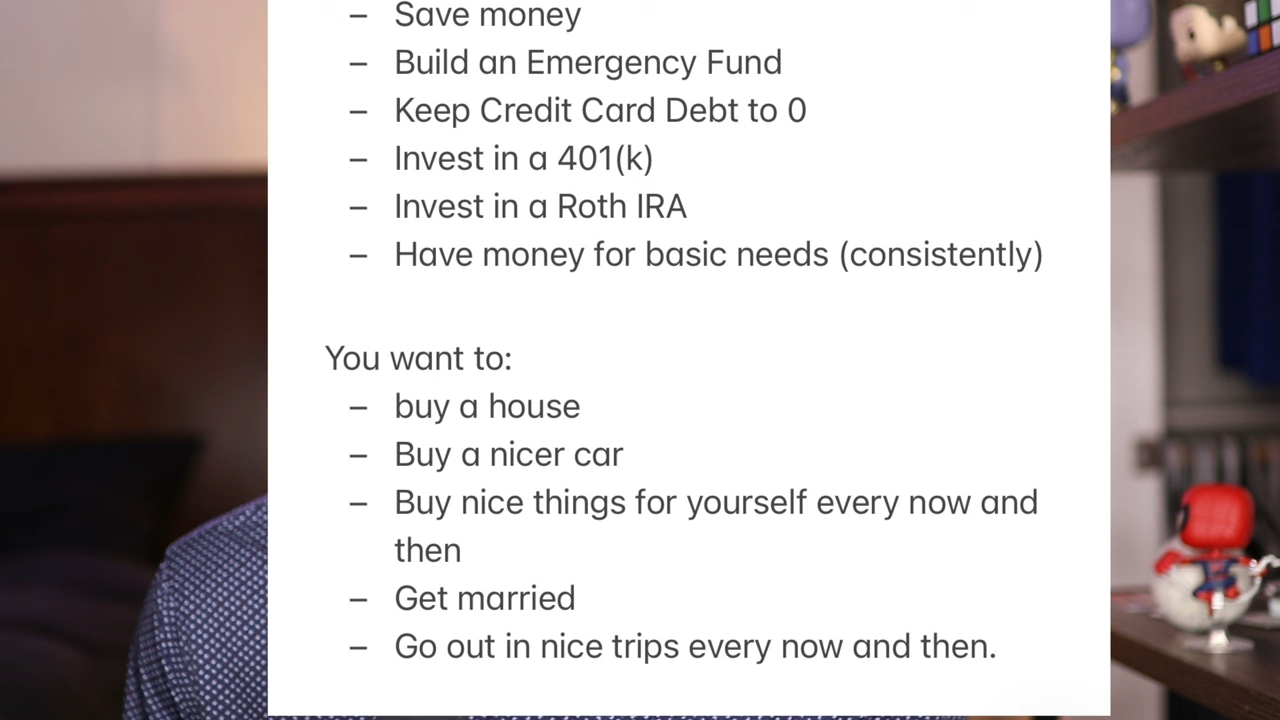 – Save money
– Build an Emergency Fund
– Keep Credit Card Debt to 0
– Invest in a 401(k)
– Invest in a Roth IRA
– Have money for basic needs (consistently)
You want to:
– buy a house
– Buy a nicer car
– Buy nice things for yourself every now and
then
– Get married
– Go out in nice trips every now and then.